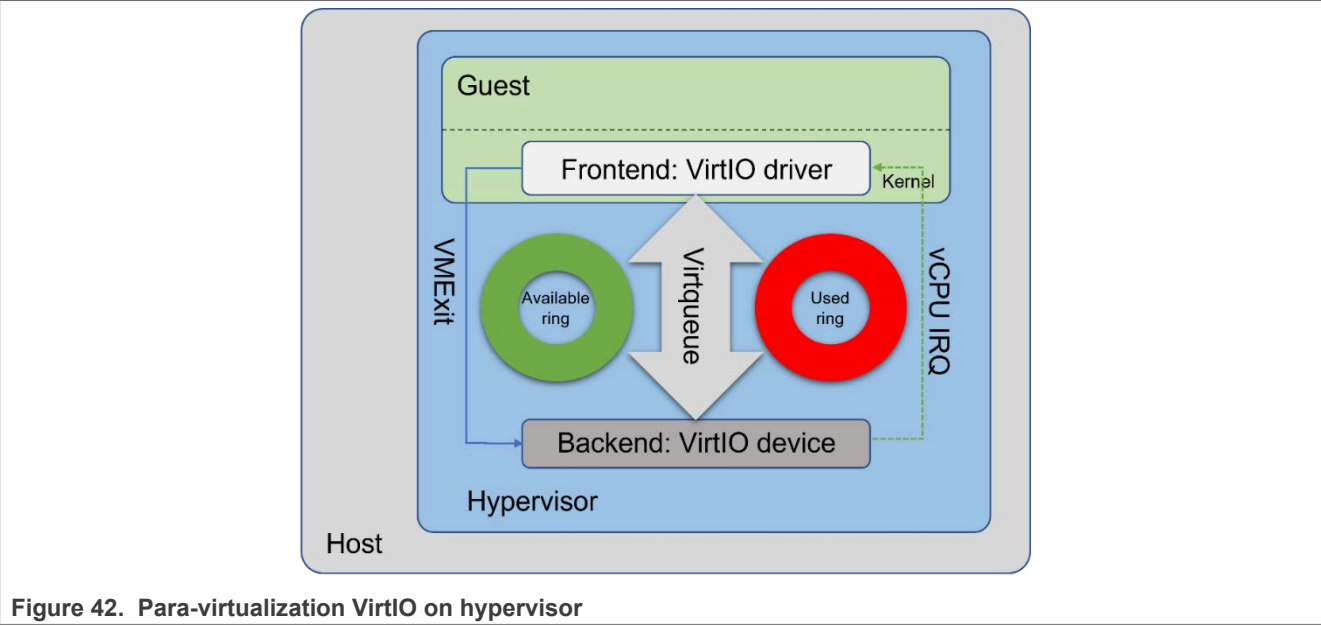 Guest
Frontend: VirtIO driver
Kernel
VMExit
Available
ring
Virtqueue
Used
ring
vCPU IRQ
Backend: VirtIO device
Hypervisor
Host
Figure 42. Para-virtualization VirtIO on hypervisor